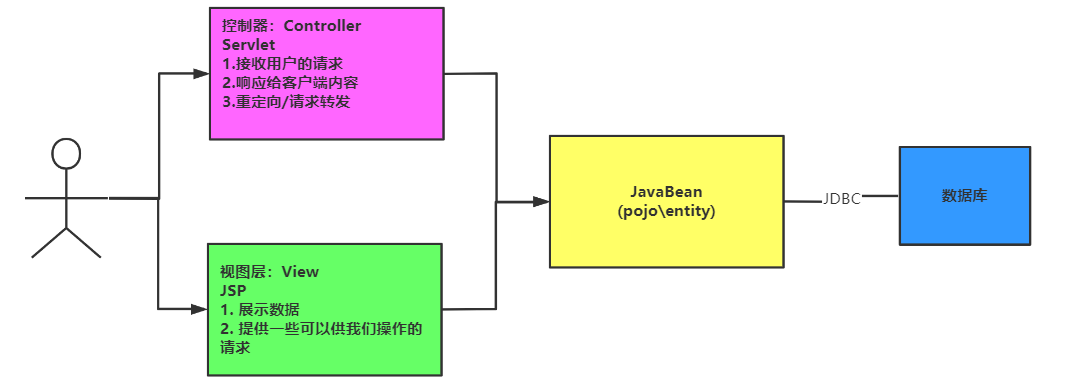 控制器：Controller
Servlet
1.接收用户的请求
2.响应给客户端内容
3.重定向/请求转发
视图层：View
JSP
1. 展示数据
2. 提供一些可以供我们操作的
请求
JavaBean
(pojo\entity)
JDBC
数据库